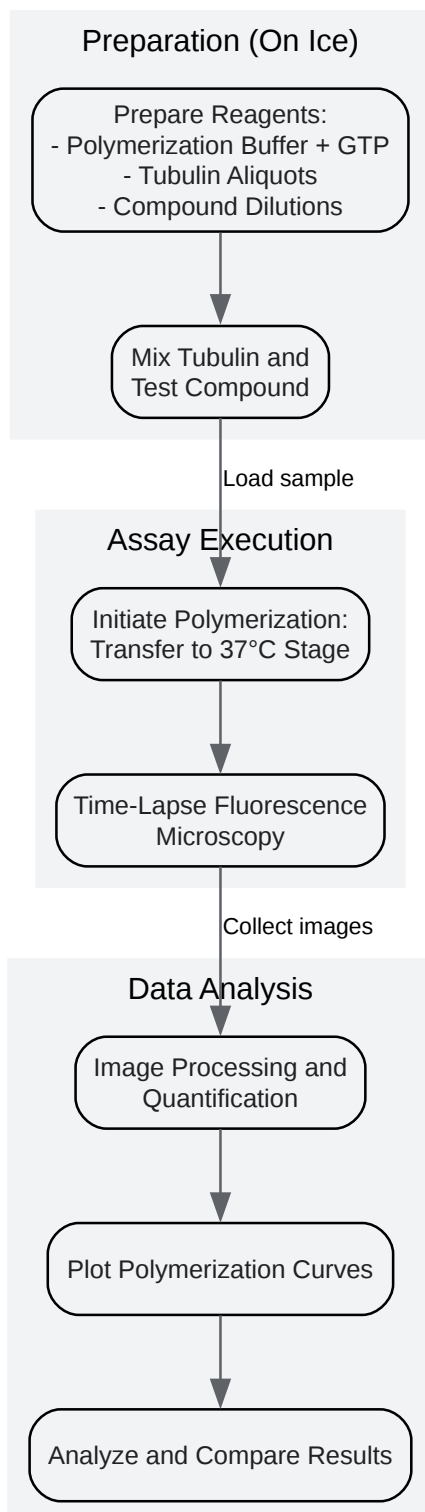 Preparation (On Ice)
Prepare Reagents:
- Polymerization Buffer + GTP
- Tubulin Aliquots
- Compound Dilutions
Mix Tubulin and
Test Compound
Load sample
Assay Execution
Initiate Polymerization:
Transfer to 37°C Stage
Time-Lapse Fluorescence
Microscopy
Collect images
Data Analysis
Image Processing and
Quantification
Plot Polymerization Curves
Analyze and Compare Results